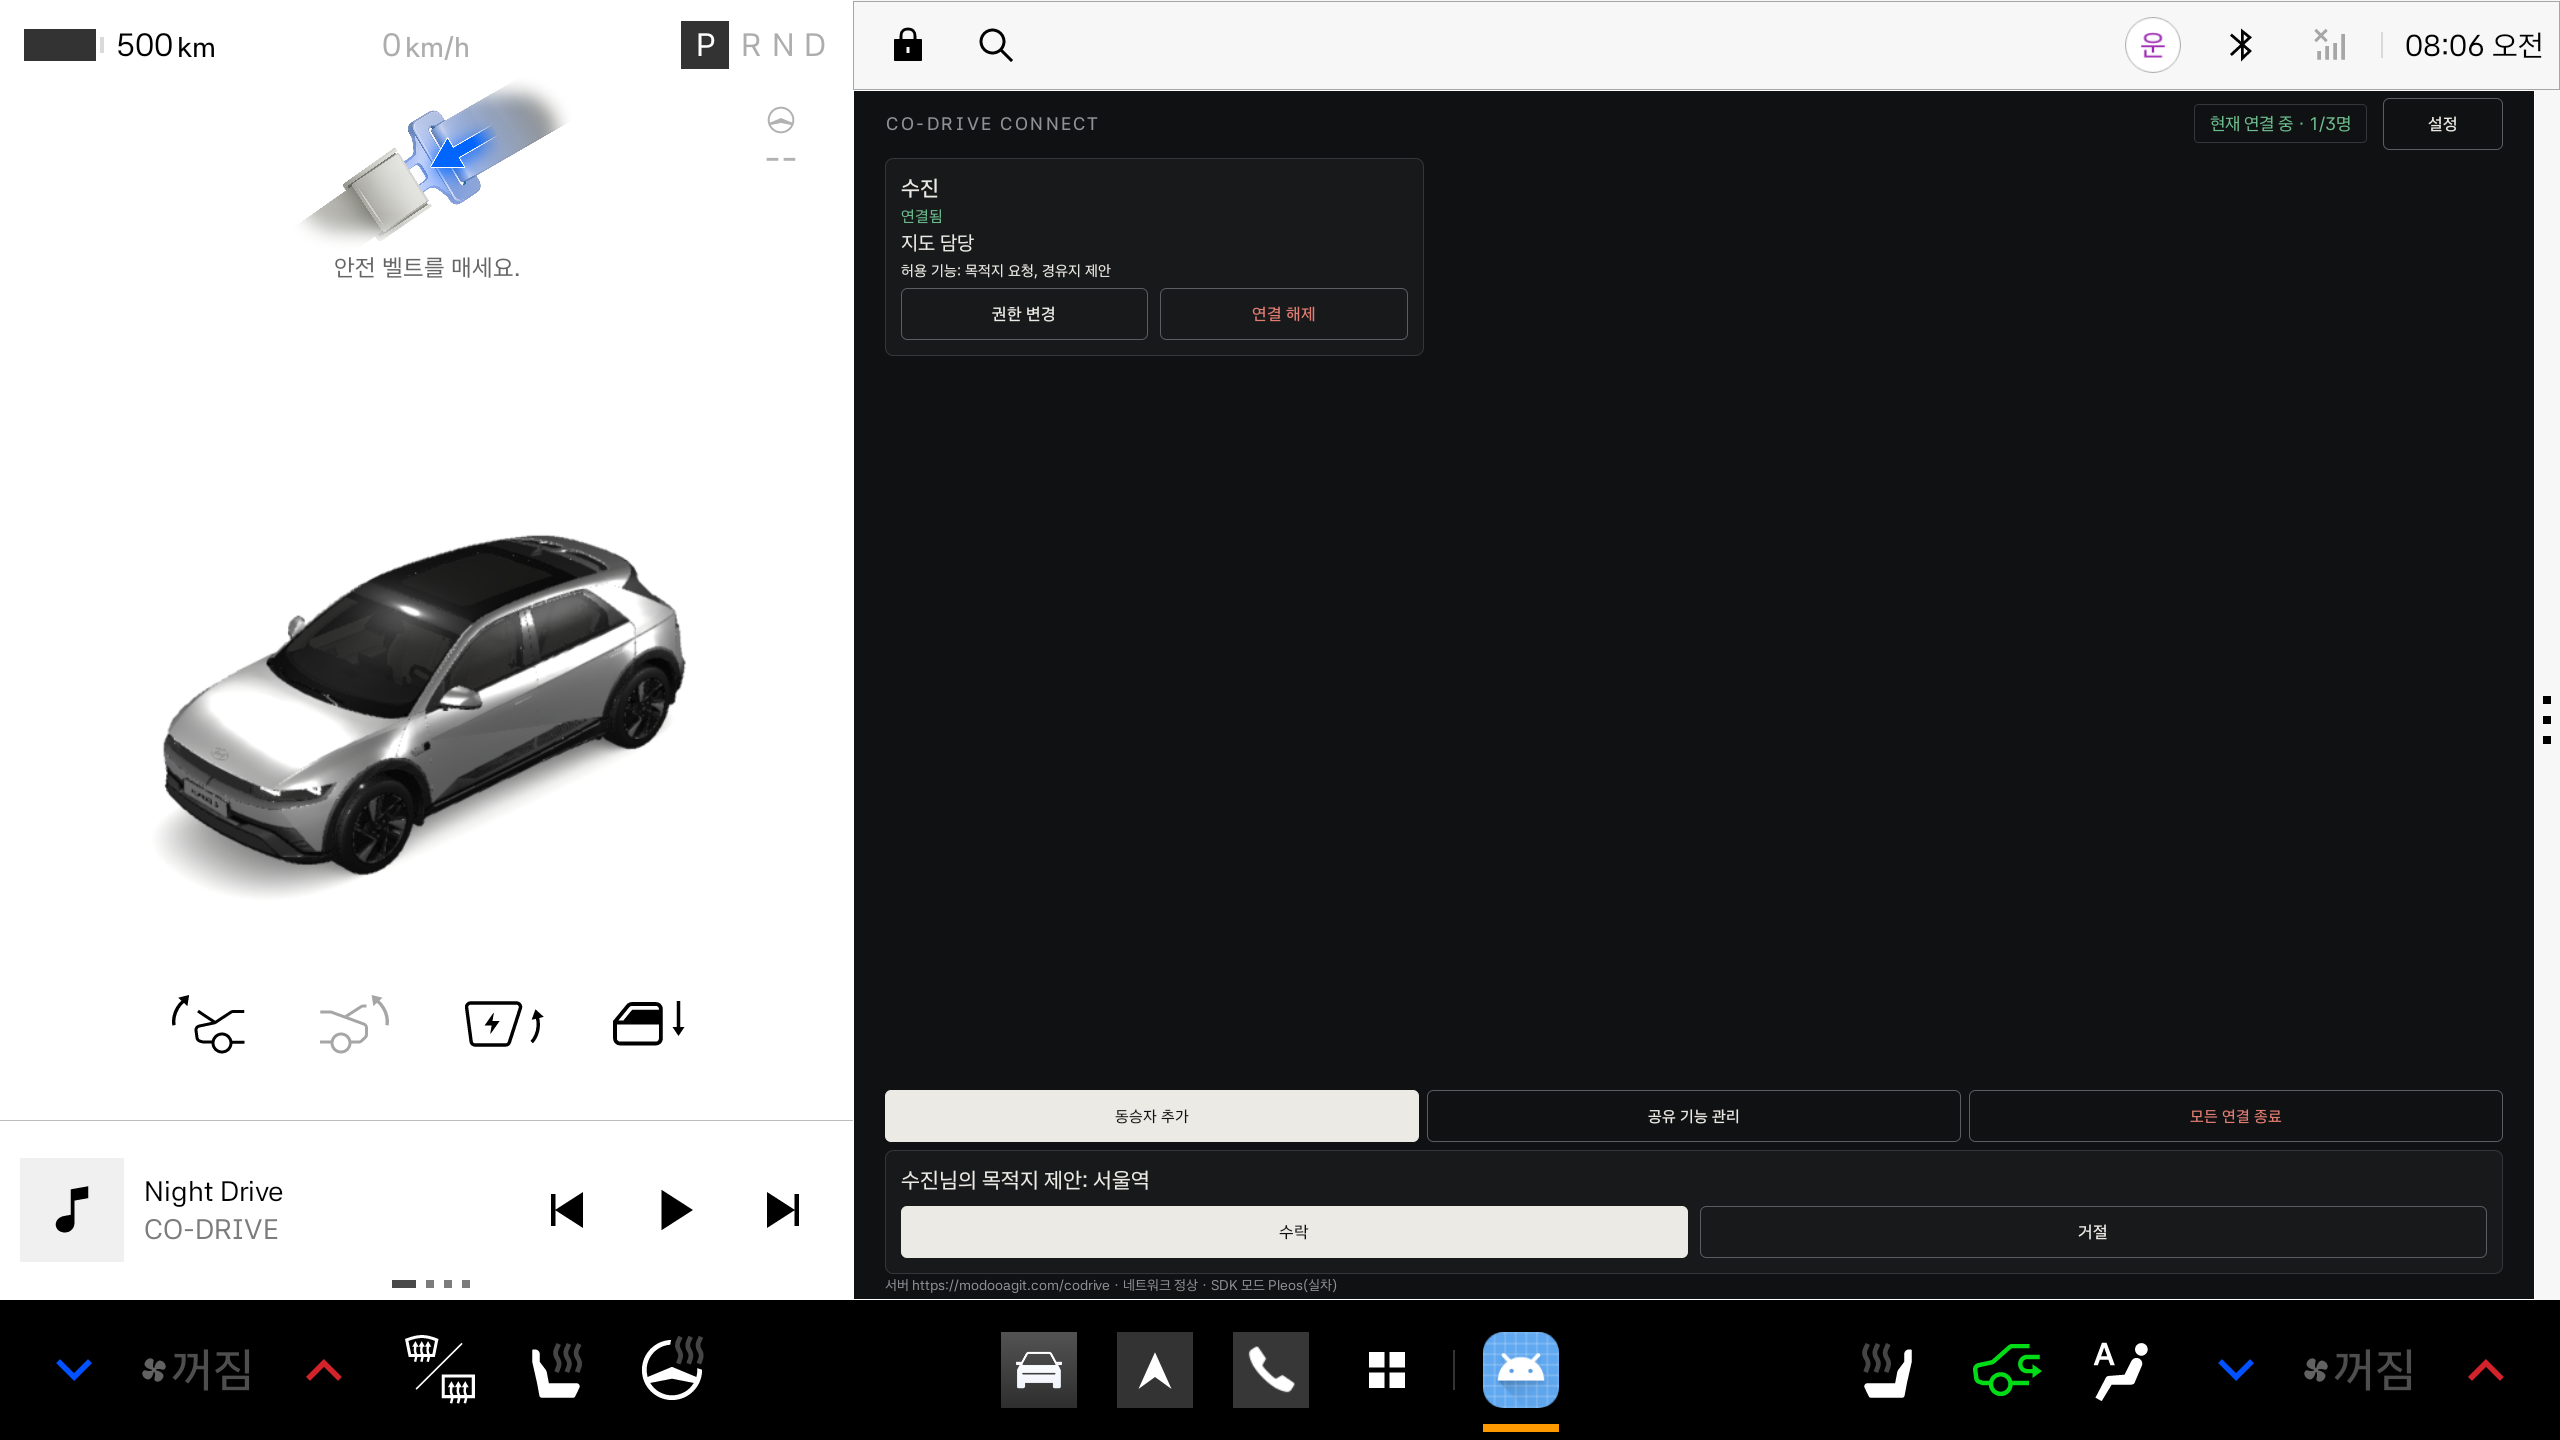 500 km
0 km/h
P R N D
안전 벨트를 매세요.
Night Drive
CO-DRIVE
운
08:06 오전
CO-DRIVE CONNECT
현재 연결 중 · 1/3명
설정
수진
연결됨
지도 담당
허용 기능: 목적지 요청, 경유지 제안
권한 변경
연결 해제
동승자 추가
공유 기능 관리
모든 연결 종료
수진님의 목적지 제안: 서울역
수락
거절
서버 https://modooagit.com/codrive · 네트워크 정상 · SDK 모드 Pleos(실차)
꺼짐
A
꺼짐